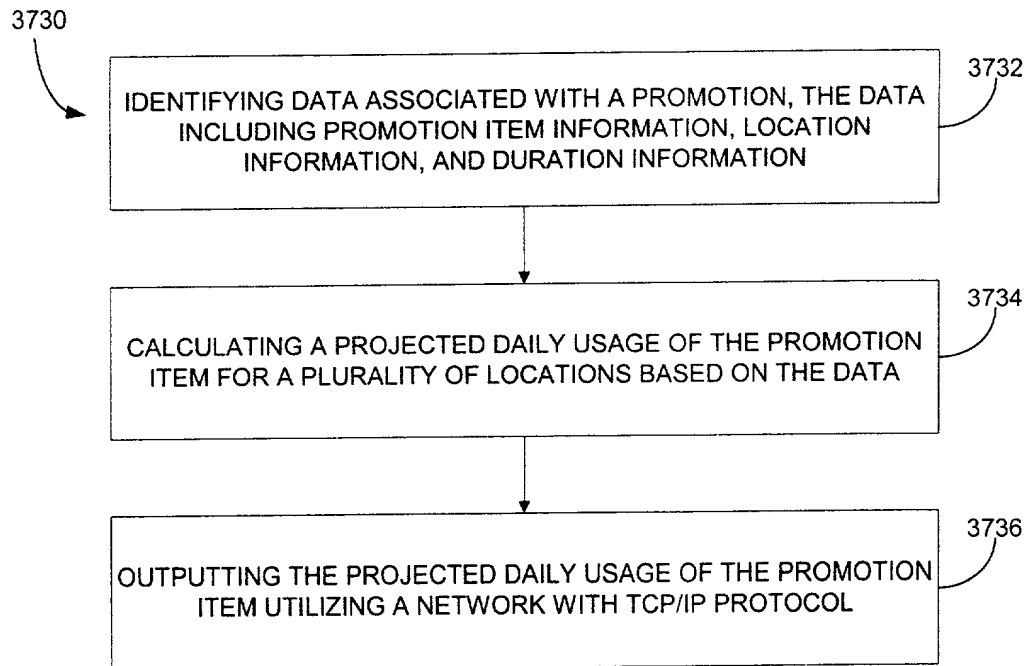 3730
3732
IDENTIFYING DATA ASSOCIATED WITH A PROMOTION, THE DATA
INCLUDING PROMOTION ITEM INFORMATION, LOCATION
INFORMATION, AND DURATION INFORMATION
3734
CALCULATING A PROJECTED DAILY USAGE OF THE PROMOTION
ITEM FOR A PLURALITY OF LOCATIONS BASED ON THE DATA
3736
OUTPUTTING THE PROJECTED DAILY USAGE OF THE PROMOTION
ITEM UTILIZING A NETWORK WITH TCP/IP PROTOCOL